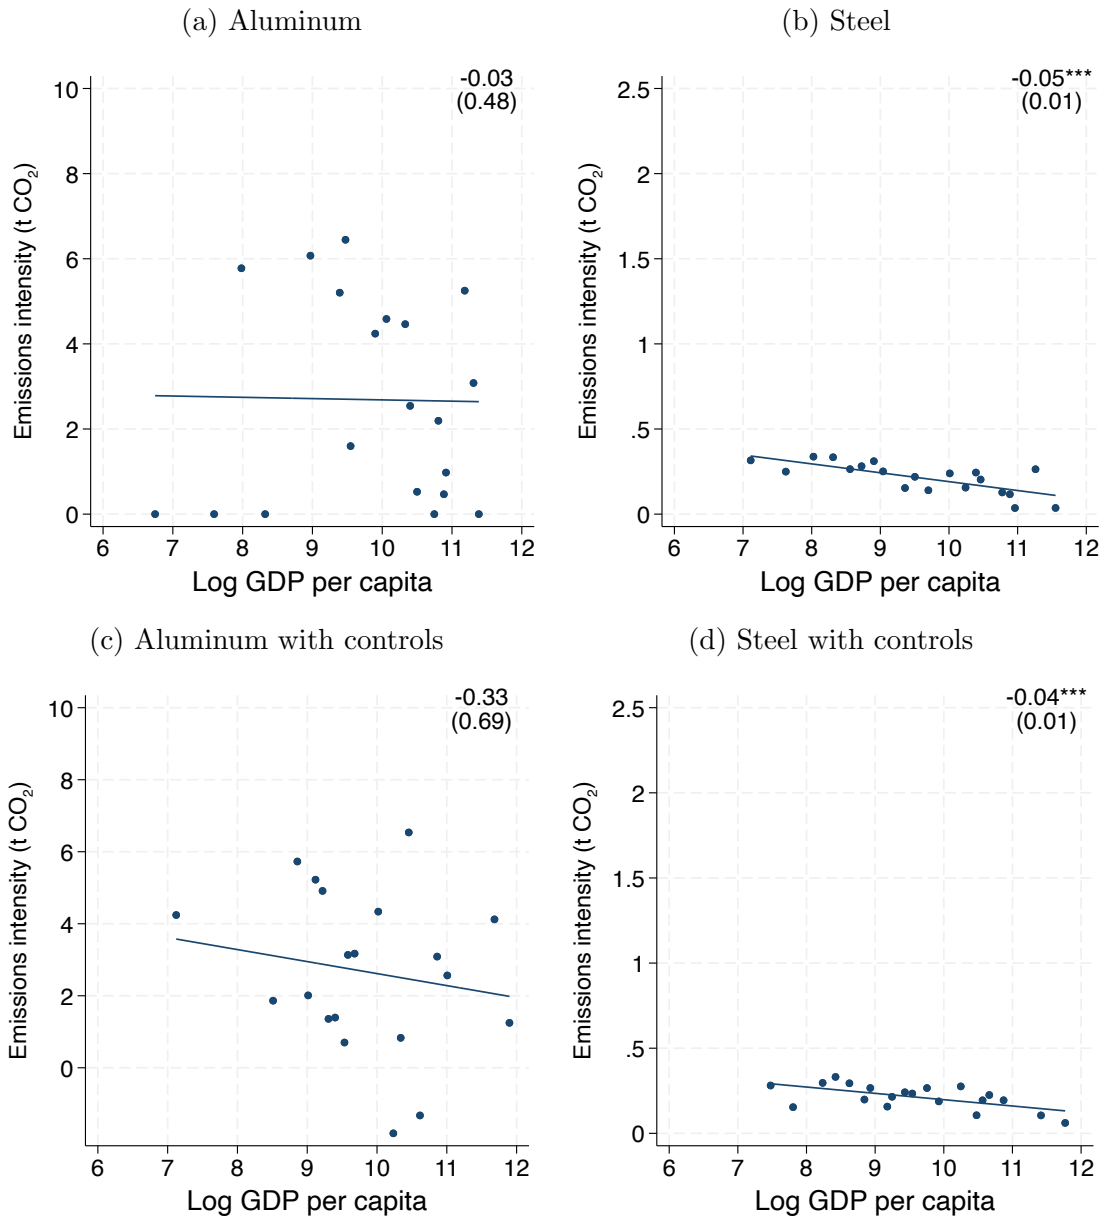 (a) Aluminum
-0.03
(0.48)
10
8
6
4
2
0
Emissions intensity (t CO₂)
6 7 8 9 10 11 12
Log GDP per capita
(b) Steel
-0.05***
(0.01)
2.5
2
1.5
1
.5
0
Emissions intensity (t CO₂)
6 7 8 9 10 11 12
Log GDP per capita
(c) Aluminum with controls
-0.33
(0.69)
10
8
6
4
2
0
Emissions intensity (t CO₂)
6 7 8 9 10 11 12
Log GDP per capita
(d) Steel with controls
-0.04***
(0.01)
2.5
2
1.5
1
.5
0
Emissions intensity (t CO₂)
6 7 8 9 10 11 12
Log GDP per capita